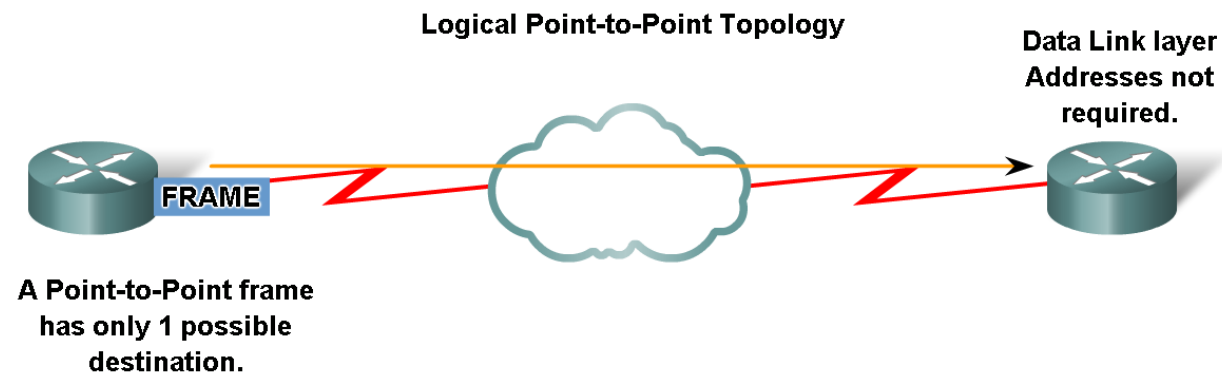 Logical Point-to-Point Topology
Data Link layer
Addresses not
required.
FRAME
A Point-to-Point frame
has only 1 possible
destination.